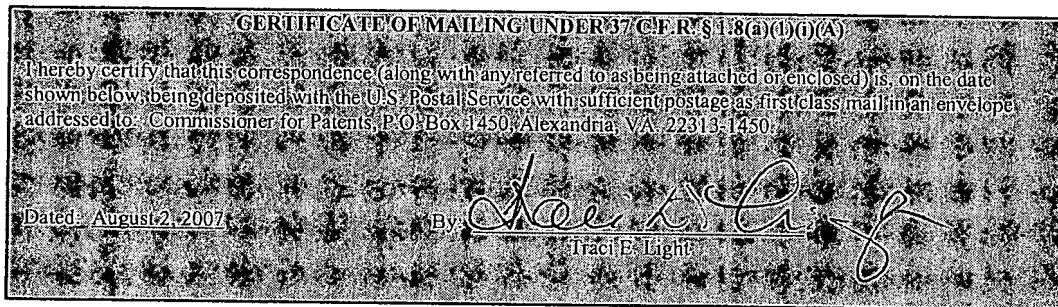 GERTIFICATE OF MAILING UNDER 37 C.F.R. § 1.8(a)(1)(i)(A)
I hereby certify that this correspondence (along with any referred to as being attached or enclosed) is, on the date
shown below, being deposited with the U.S. Postal Service with sufficient postage as first class mail in an envelope
addressed to: Commissioner for Patents, P.O. Box 1450, Alexandria, VA 22313-1450.
Dated: August 2, 2007 By:
Traci E. Light